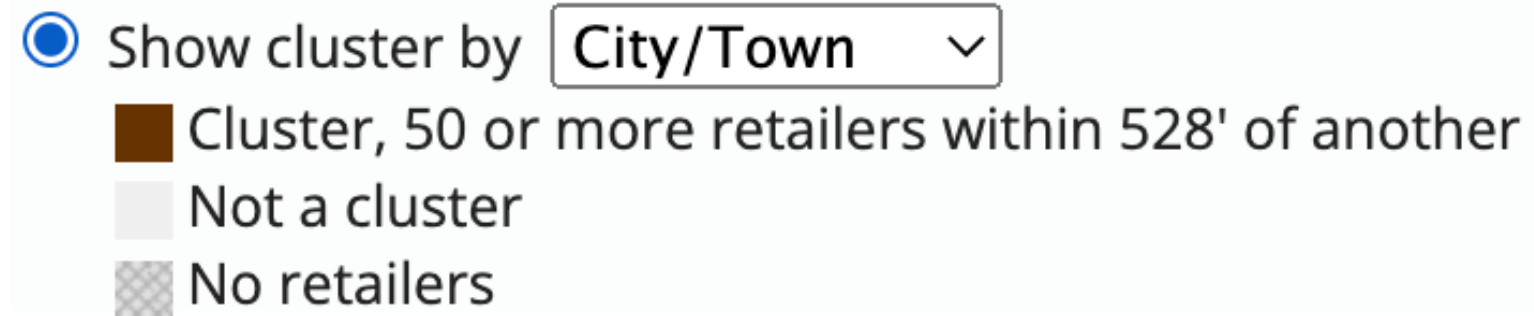 Show cluster by City/Town
Cluster, 50 or more retailers within 528' of another
Not a cluster
No retailers